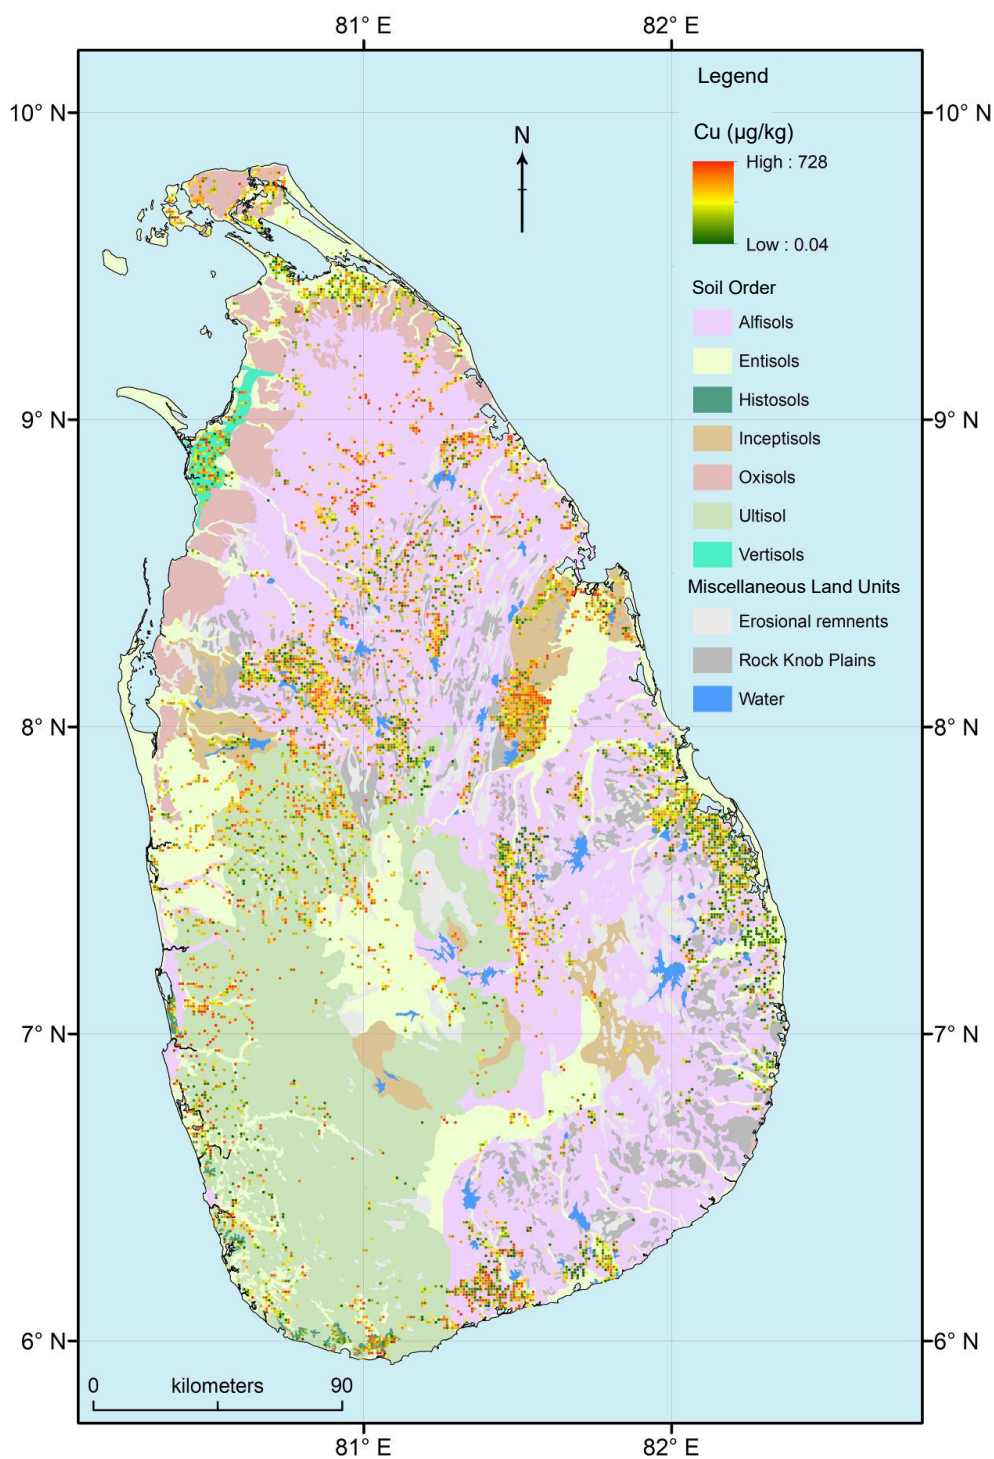 81° E
82° E
10° N
10° N
9° N
9° N
8° N
8° N
7° N
7° N
6° N
6° N
N
Legend
Cu (µg/kg)
High : 728
Low : 0.04
Soil Order
Alfisols
Entisols
Histosols
Inceptisols
Oxisols
Ultisol
Vertisols
Miscellaneous Land Units
Erosional remnents
Rock Knob Plains
Water
0 kilometers 90
81° E
82° E